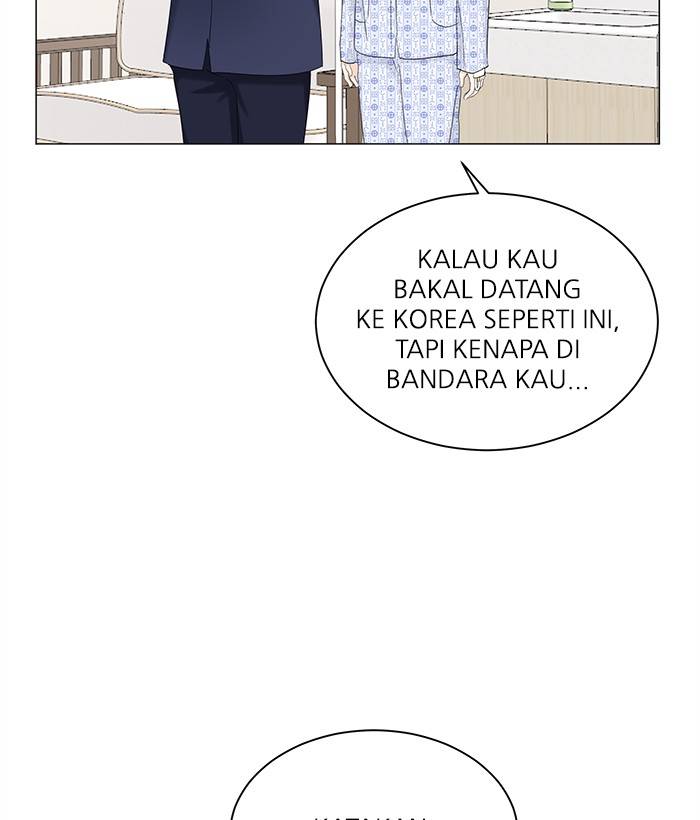 KALAU KAU
BAKAL DATANG
KE KOREA SEPERTI INI,
TAPI KENAPA DI
BANDARA KAU...